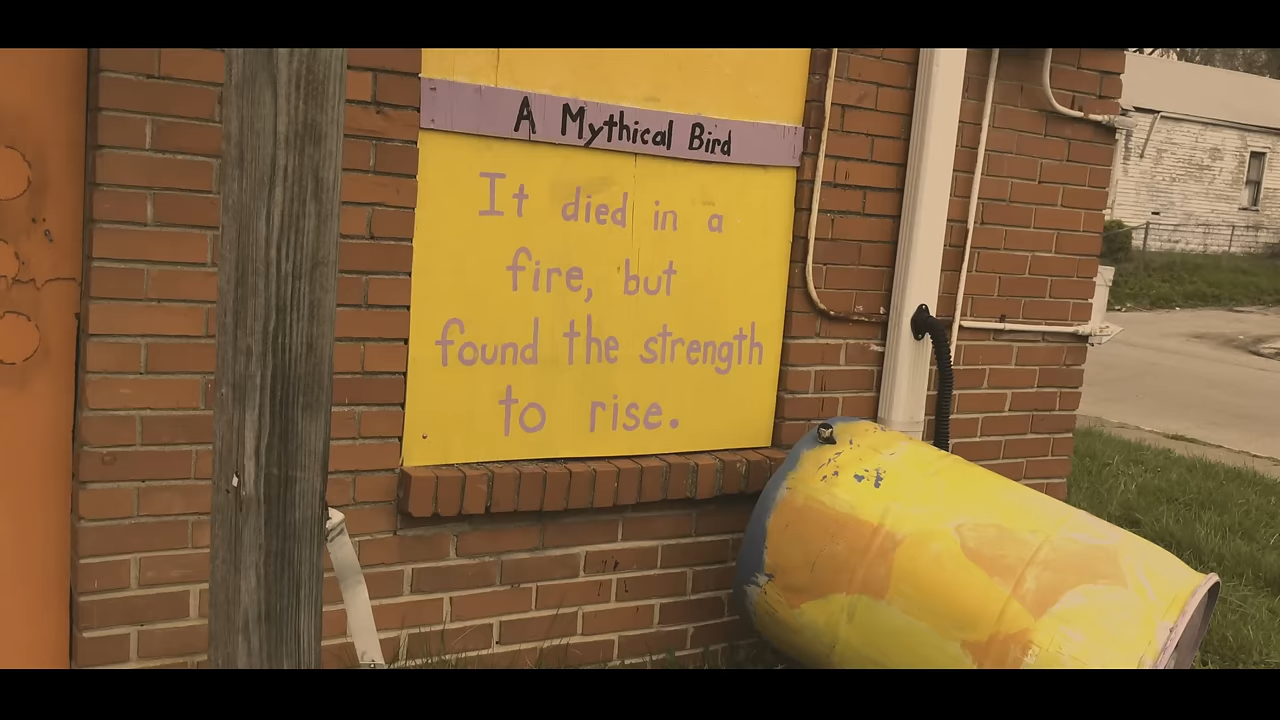 A Mythical Bird
It died in a
fire, but
found the strength
to rise.